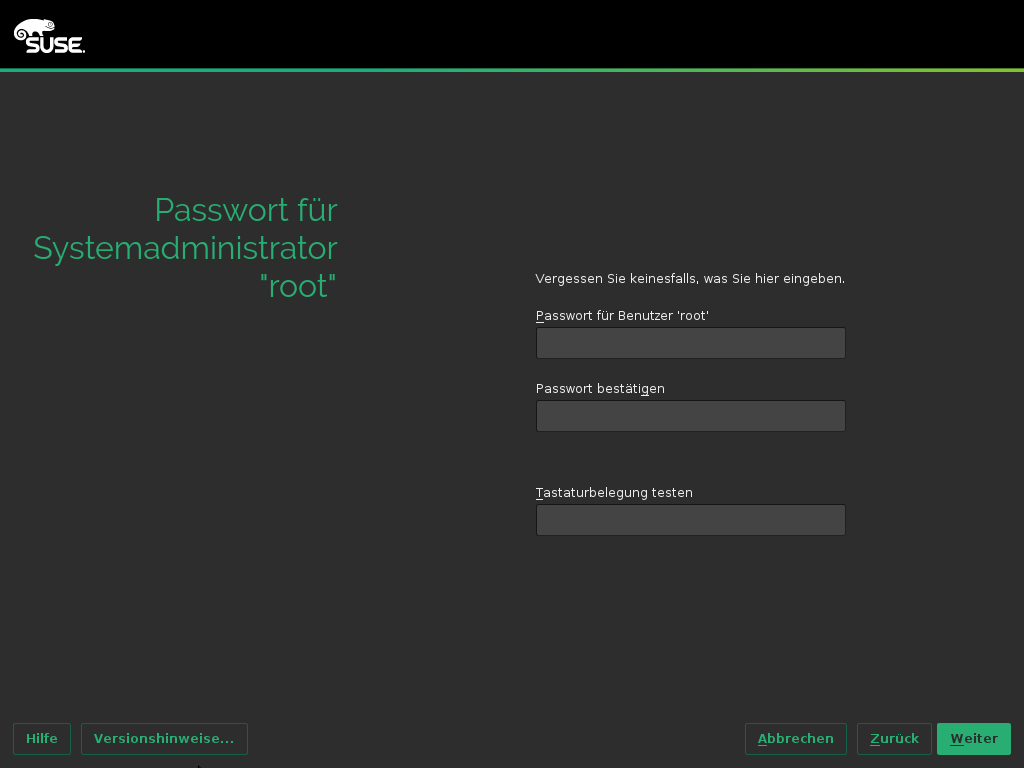 SUSE.
Passwort für
Systemadministrator
"root"
Vergessen Sie keinesfalls, was Sie hier eingeben.
Passwort für Benutzer 'root'
Passwort bestätigen
Tastaturbelegung testen
Hilfe
Versionshinweise...
Abbrechen
Zurück
Weiter